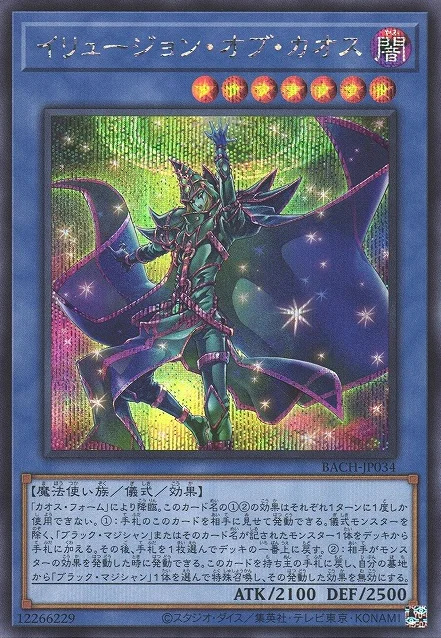 イリュージョン・オブ・カオス
闇
BACH-JP034
【魔法使い族／儀式／効果】
「カオス・フォーム」により降臨。このカード名の①②の効果はそれぞれ1ターンに1度しか
使用できない。①：手札のこのカードを相手に見せて発動できる。儀式モンスター
を除く、「ブラック・マジシャン」またはそのカード名が記されたモンスター1体をデッキから
手札に加える。その後、手札を1枚選んでデッキの一番上に戻す。②：相手がモン
スターの効果を発動した時に発動できる。このカードを持ち主の手札に戻し、自分の墓地
から「ブラック・マジシャン」1体を選んで特殊召喚し、その発動した効果を無効にする。
ATK/2100 DEF/2500
12266229
©スタジオ・ダイス／集英社・テレビ東京・KONAMI